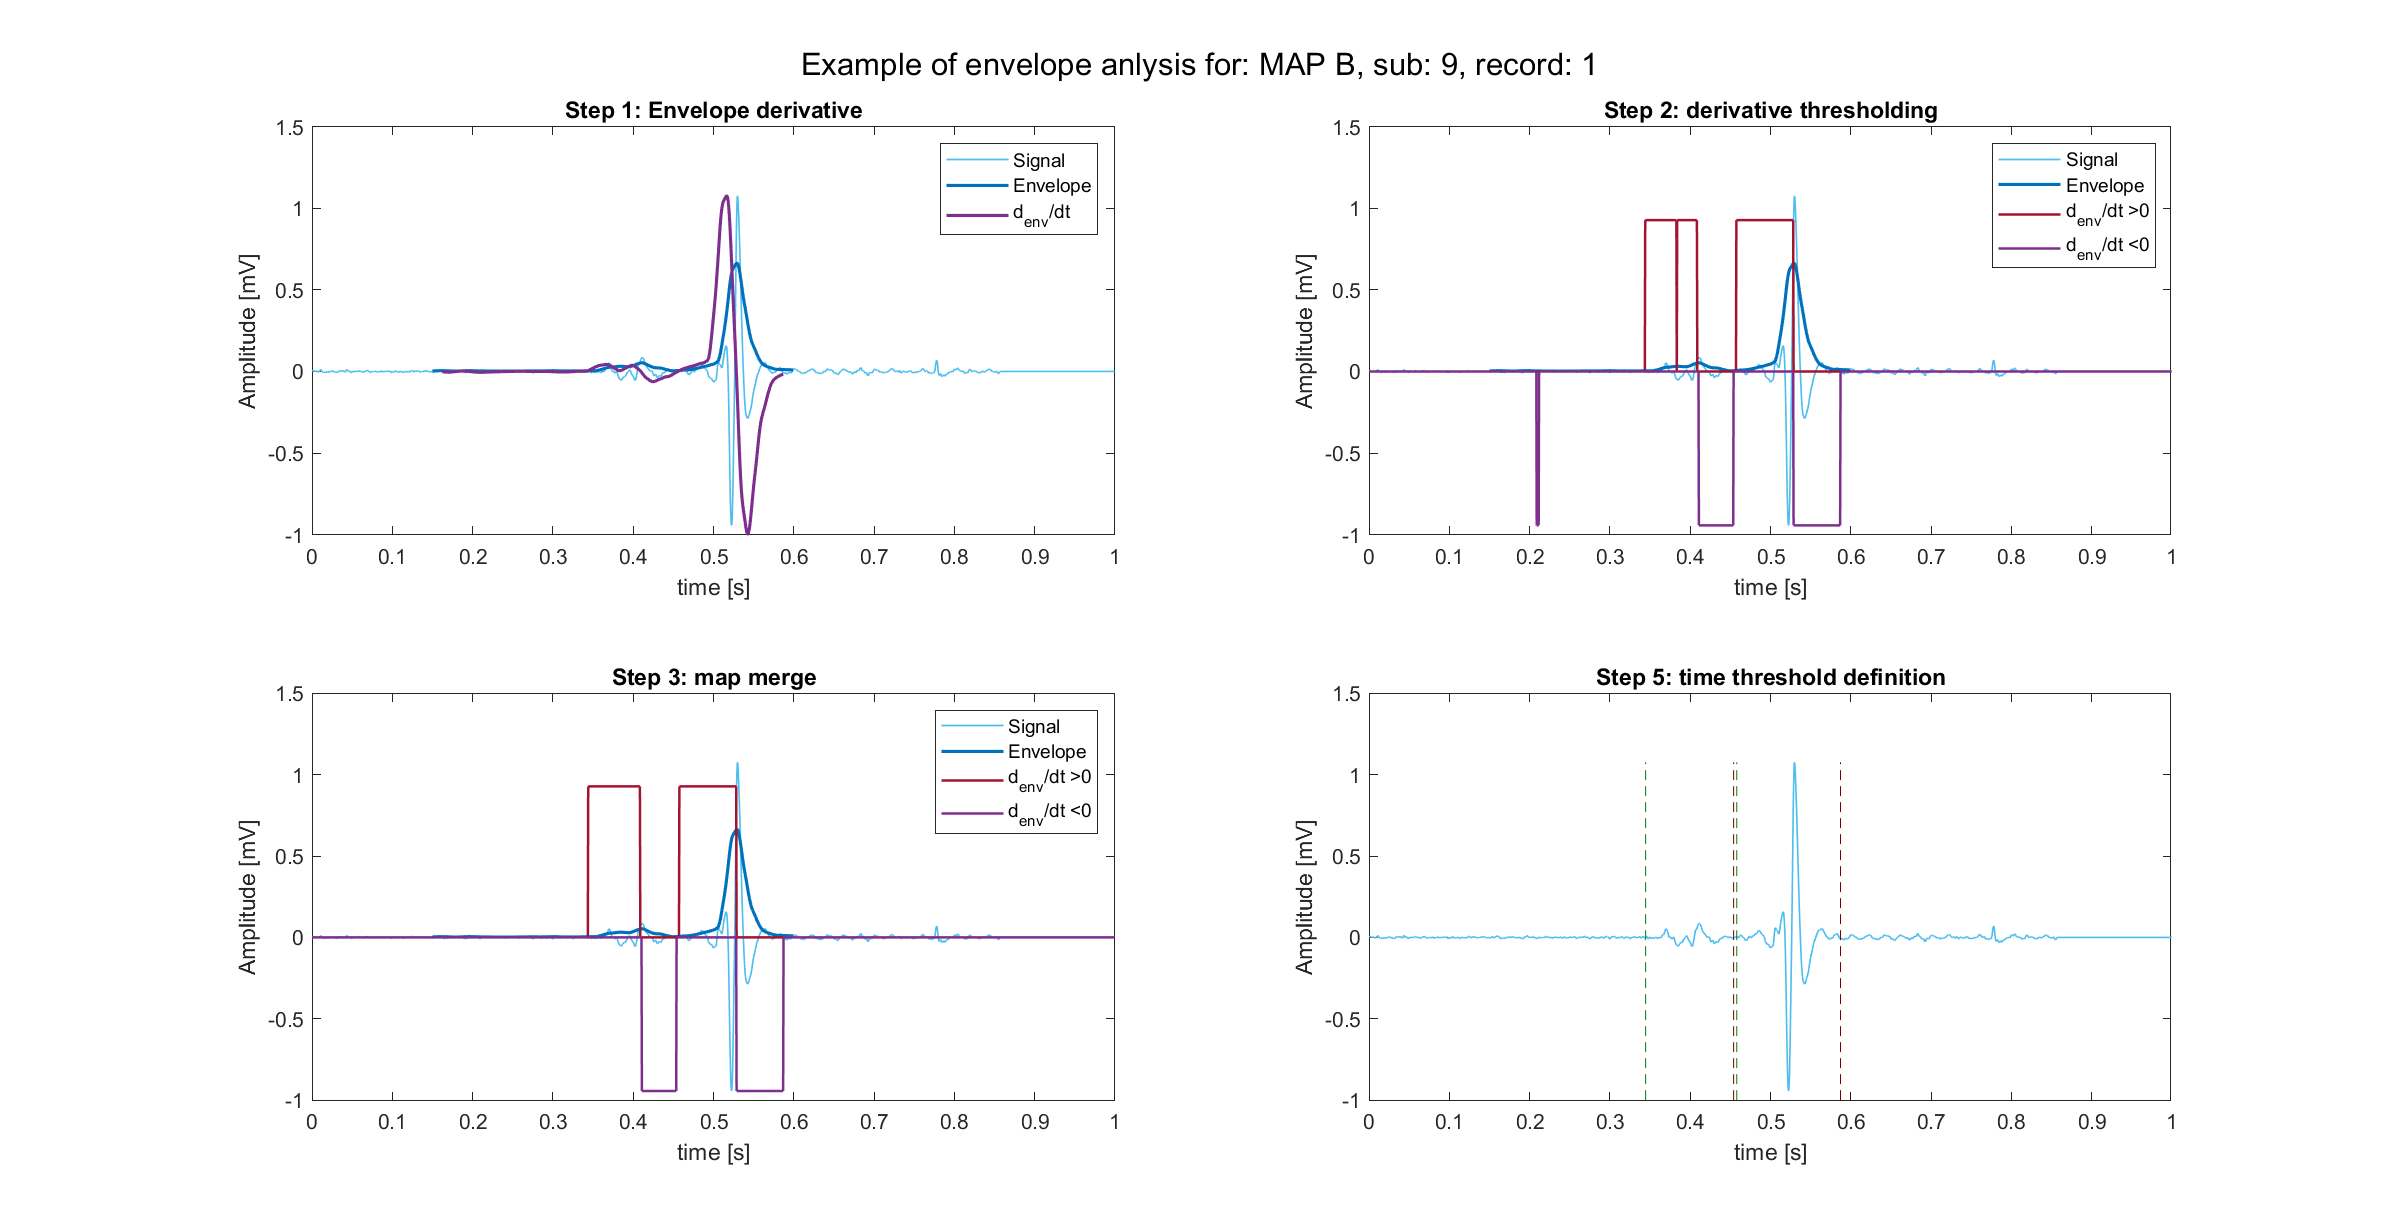 Example of envelope anlysis for: MAP B, sub: 9, record: 1
Step 1: Envelope derivative
1.5
1
0.5
0
-0.5
-1
Amplitude [mV]
0 0.1 0.2 0.3 0.4 0.5 0.6 0.7 0.8 0.9 1
time [s]
Signal
Envelope
d_env/dt
Step 2: derivative thresholding
1.5
1
0.5
0
-0.5
-1
Amplitude [mV]
0 0.1 0.2 0.3 0.4 0.5 0.6 0.7 0.8 0.9 1
time [s]
Signal
Envelope
d_env/dt >0
d_env/dt <0
Step 3: map merge
1.5
1
0.5
0
-0.5
-1
Amplitude [mV]
0 0.1 0.2 0.3 0.4 0.5 0.6 0.7 0.8 0.9 1
time [s]
Signal
Envelope
d_env/dt >0
d_env/dt <0
Step 5: time threshold definition
1.5
1
0.5
0
-0.5
-1
Amplitude [mV]
0 0.1 0.2 0.3 0.4 0.5 0.6 0.7 0.8 0.9 1
time [s]